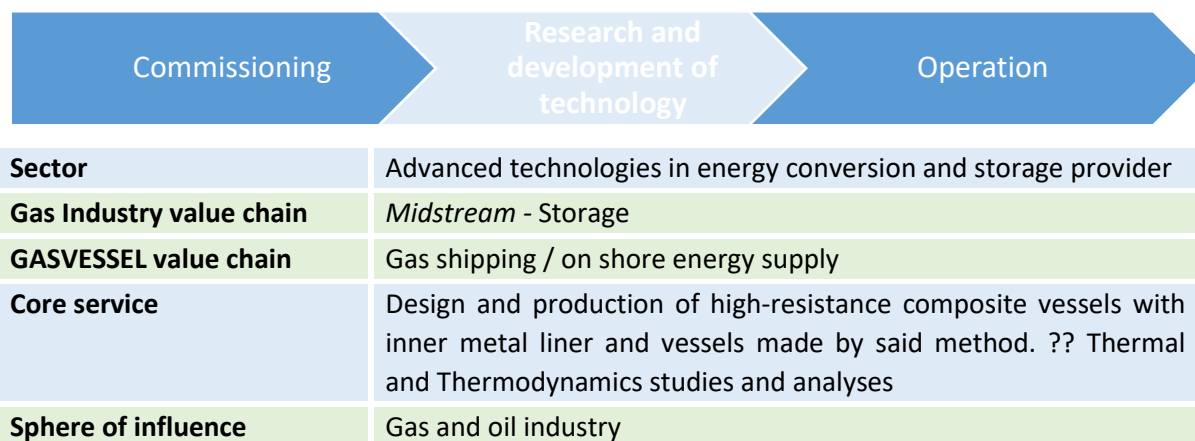 Commissioning
Research and
development of
technology
Operation
Sector
Advanced technologies in energy conversion and storage provider
Gas Industry value chain
Midstream - Storage
GASVESSEL value chain
Gas shipping / on shore energy supply
Core service
Design and production of high-resistance composite vessels with
inner metal liner and vessels made by said method. ?? Thermal
and Thermodynamics studies and analyses
Sphere of influence
Gas and oil industry